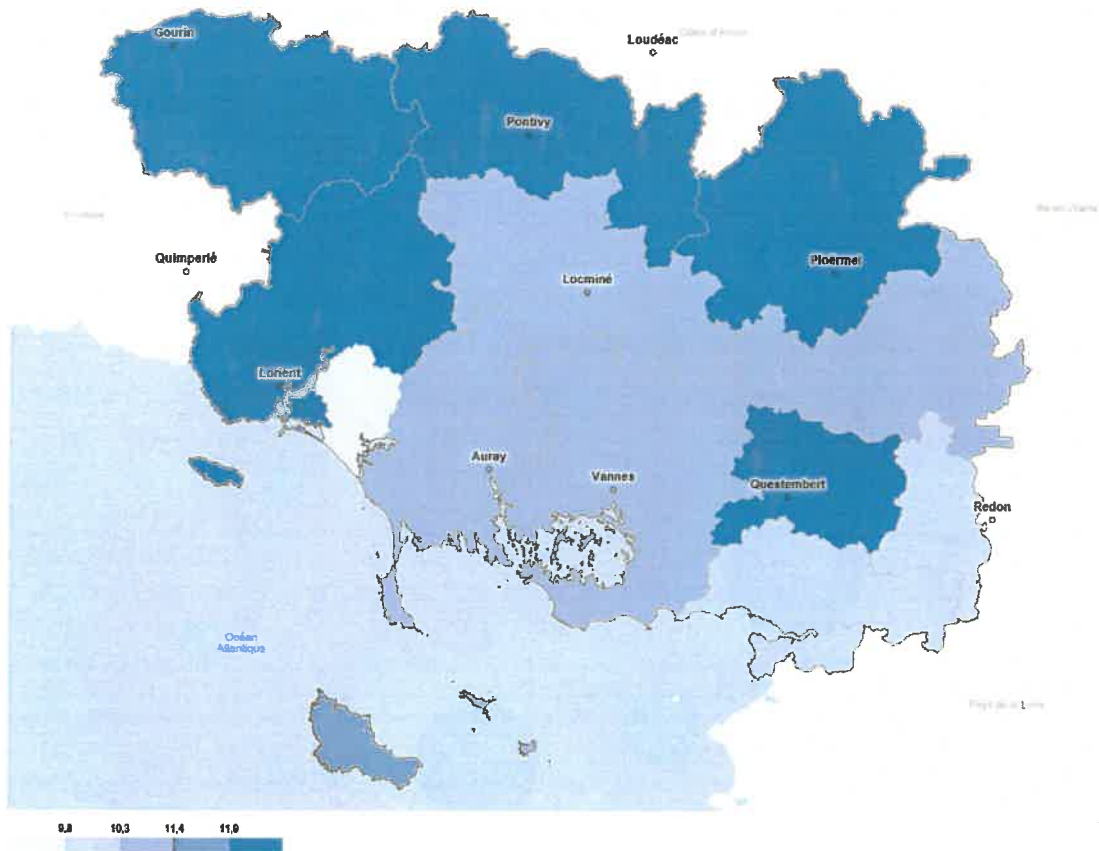 Gourin
Loudéac
Pontivy
Quimperlé
Ploërmel
Locminé
Lorient
Auray
Vannes
Questembert
Redon
Océan
Atlantique
9,8 10,3 11,4 11,9